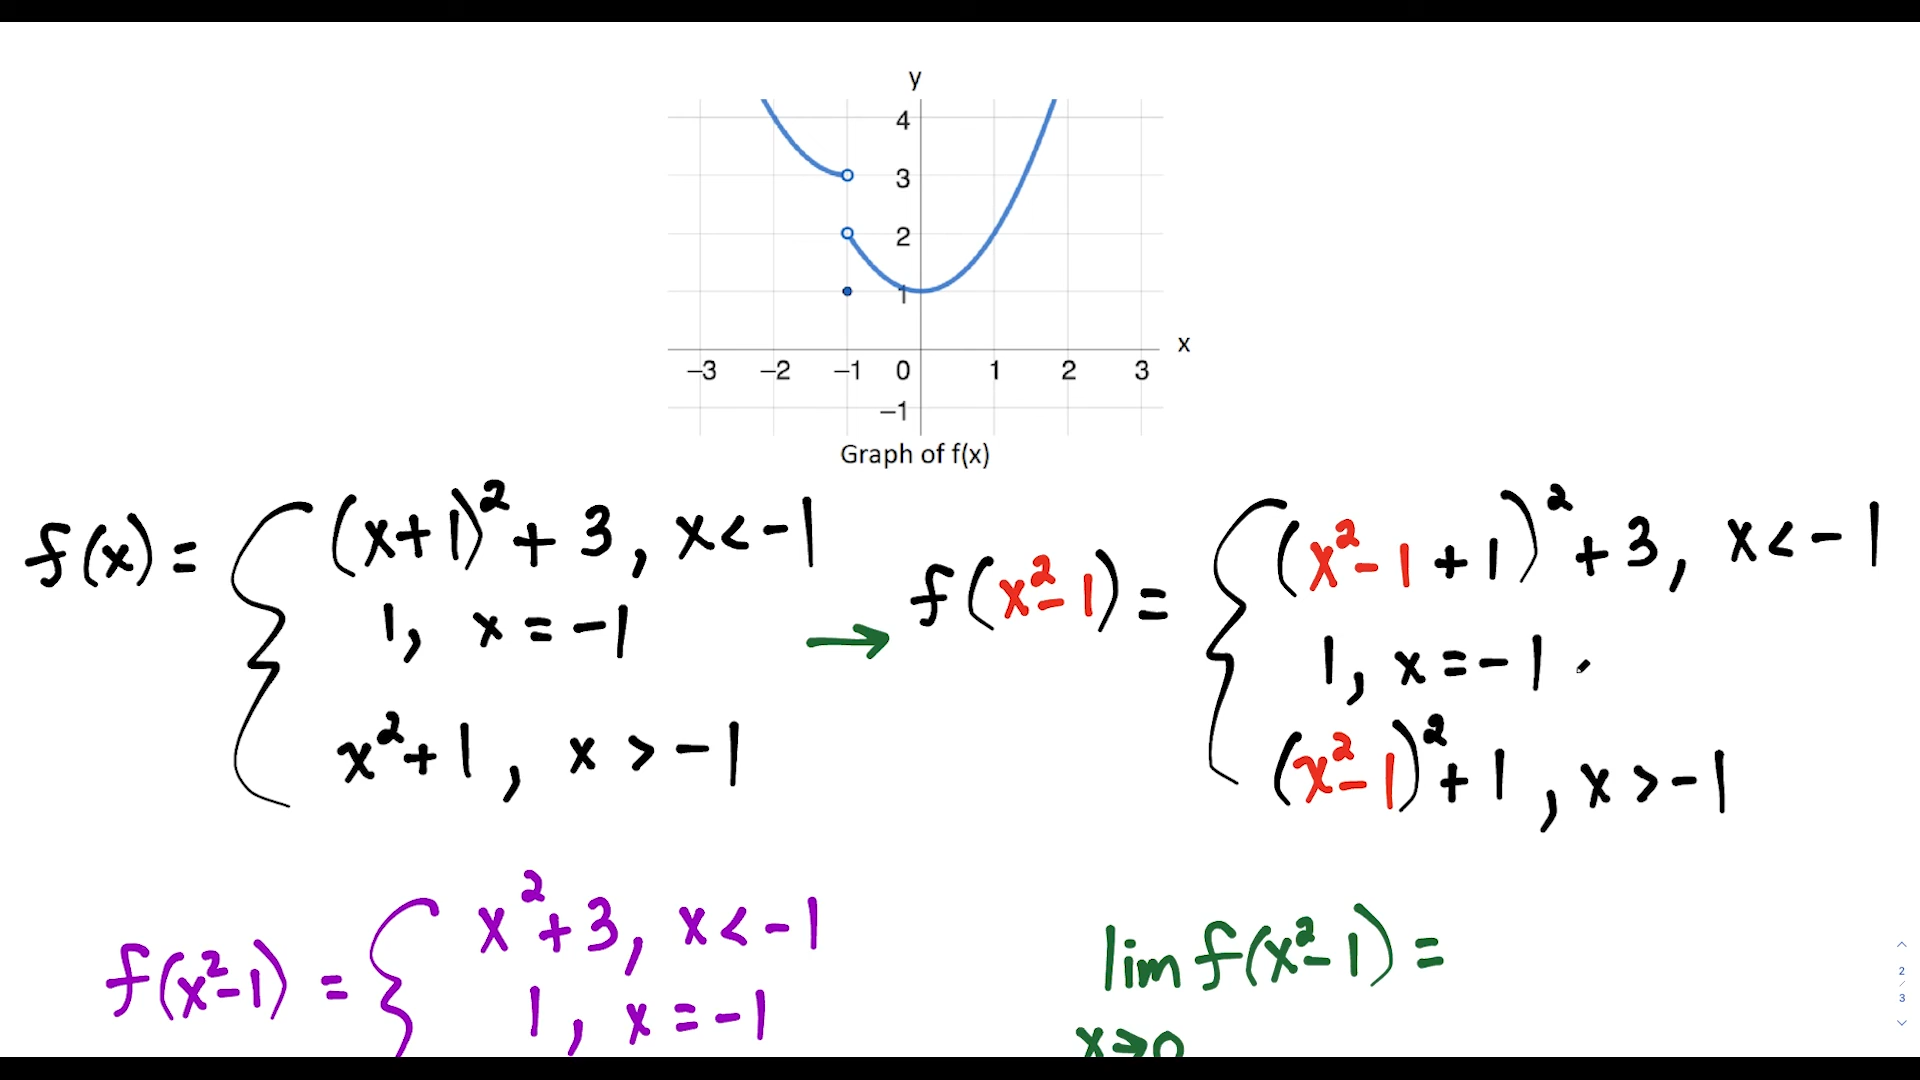 y
4
3
2
1
x
−3 −2 −1 0 1 2 3
−1
Graph of f(x)
f(x) = { (x+1)² + 3, x < -1
1, x = -1
x² + 1, x > -1
→ f(x²-1) = { (x²-1+1)² + 3, x < -1
1, x = -1
(x²-1)² + 1, x > -1
f(x²-1) = { x² + 3, x < -1
1, x = -1
lim f(x²-1) =
x→0
2
/
3